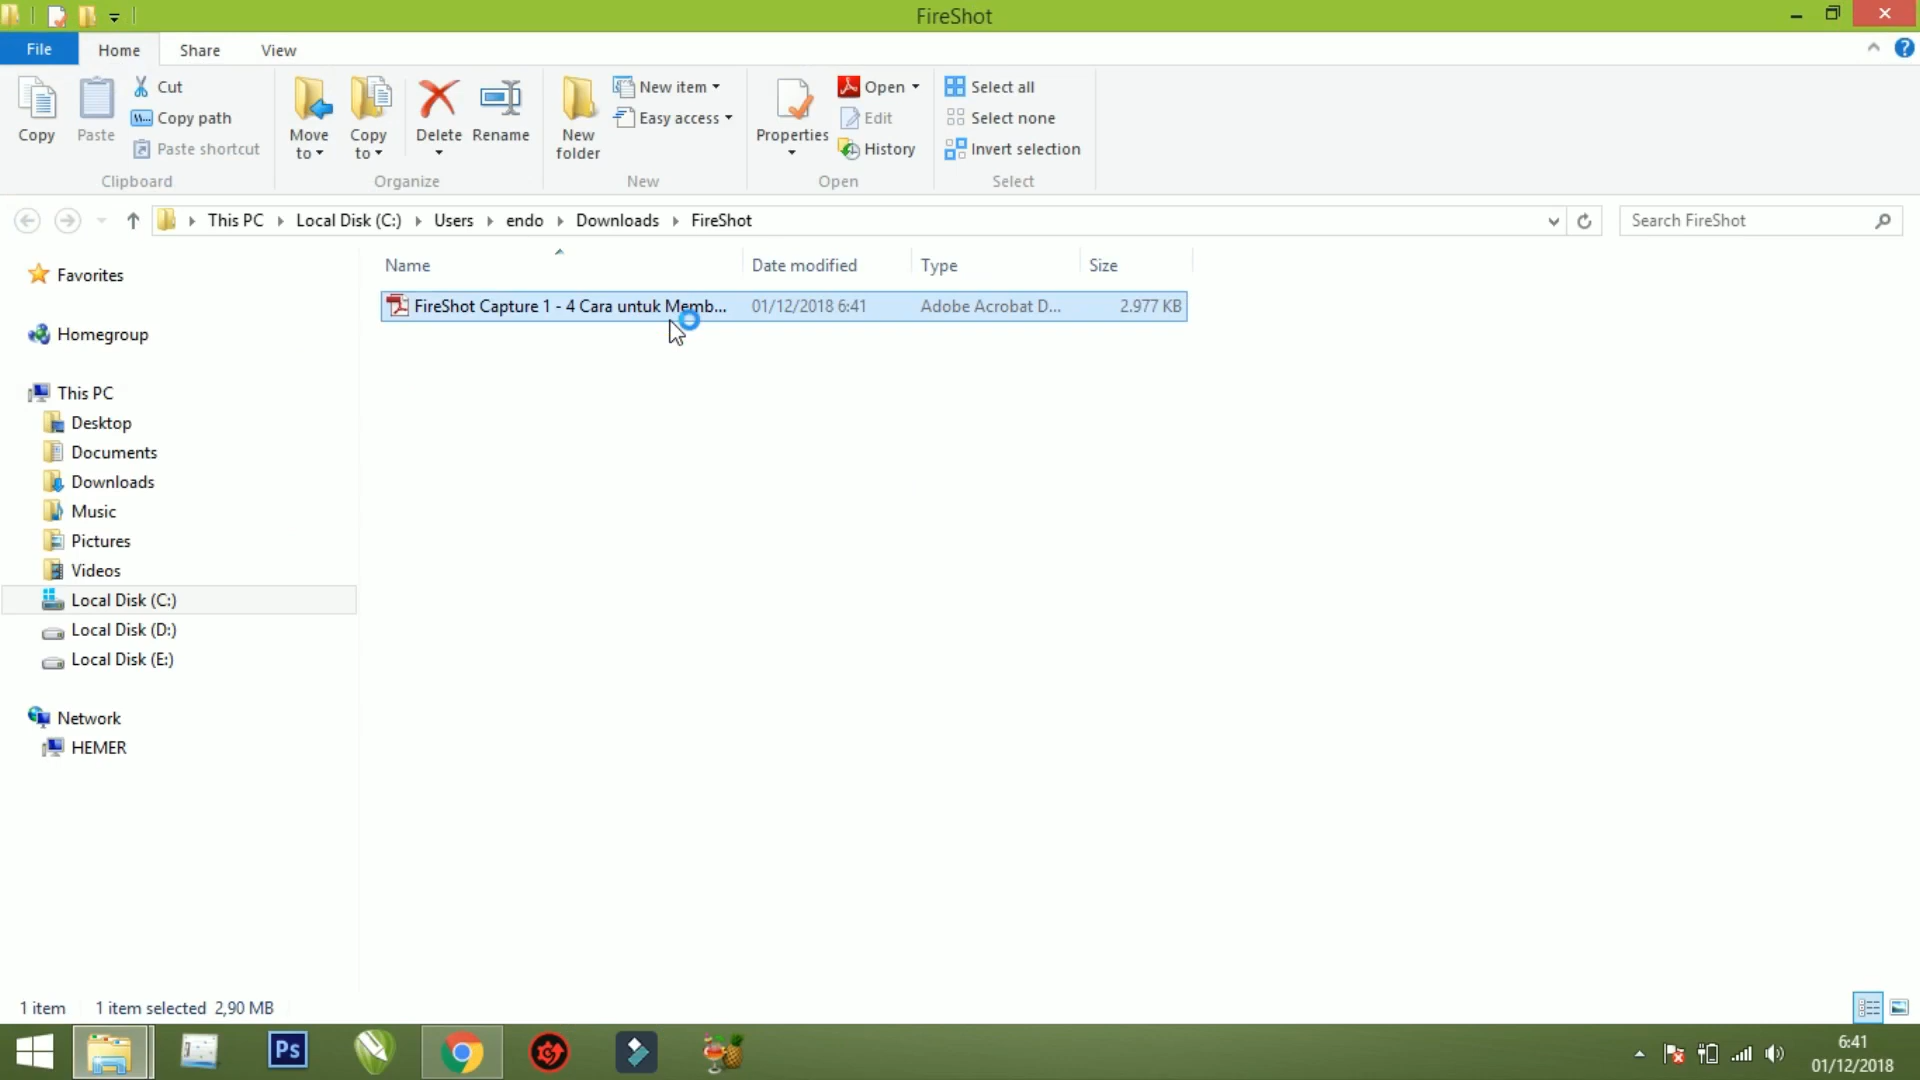 FireShot
File
Home
Share
View
Copy
Paste
Cut
Copy path
Paste shortcut
Clipboard
Move to
Copy to
Delete
Rename
Organize
New folder
New item
Easy access
New
Properties
Open
Edit
History
Open
Select all
Select none
Invert selection
Select
This PC
Local Disk (C:)
Users
endo
Downloads
FireShot
Search FireShot
Name
Date modified
Type
Size
FireShot Capture 1 - 4 Cara untuk Memb...
01/12/2018 6:41
Adobe Acrobat D...
2.977 KB
Favorites
Homegroup
This PC
Desktop
Documents
Downloads
Music
Pictures
Videos
Local Disk (C:)
Local Disk (D:)
Local Disk (E:)
Network
HEMER
1 item
1 item selected 2,90 MB
Ps
6:41
01/12/2018